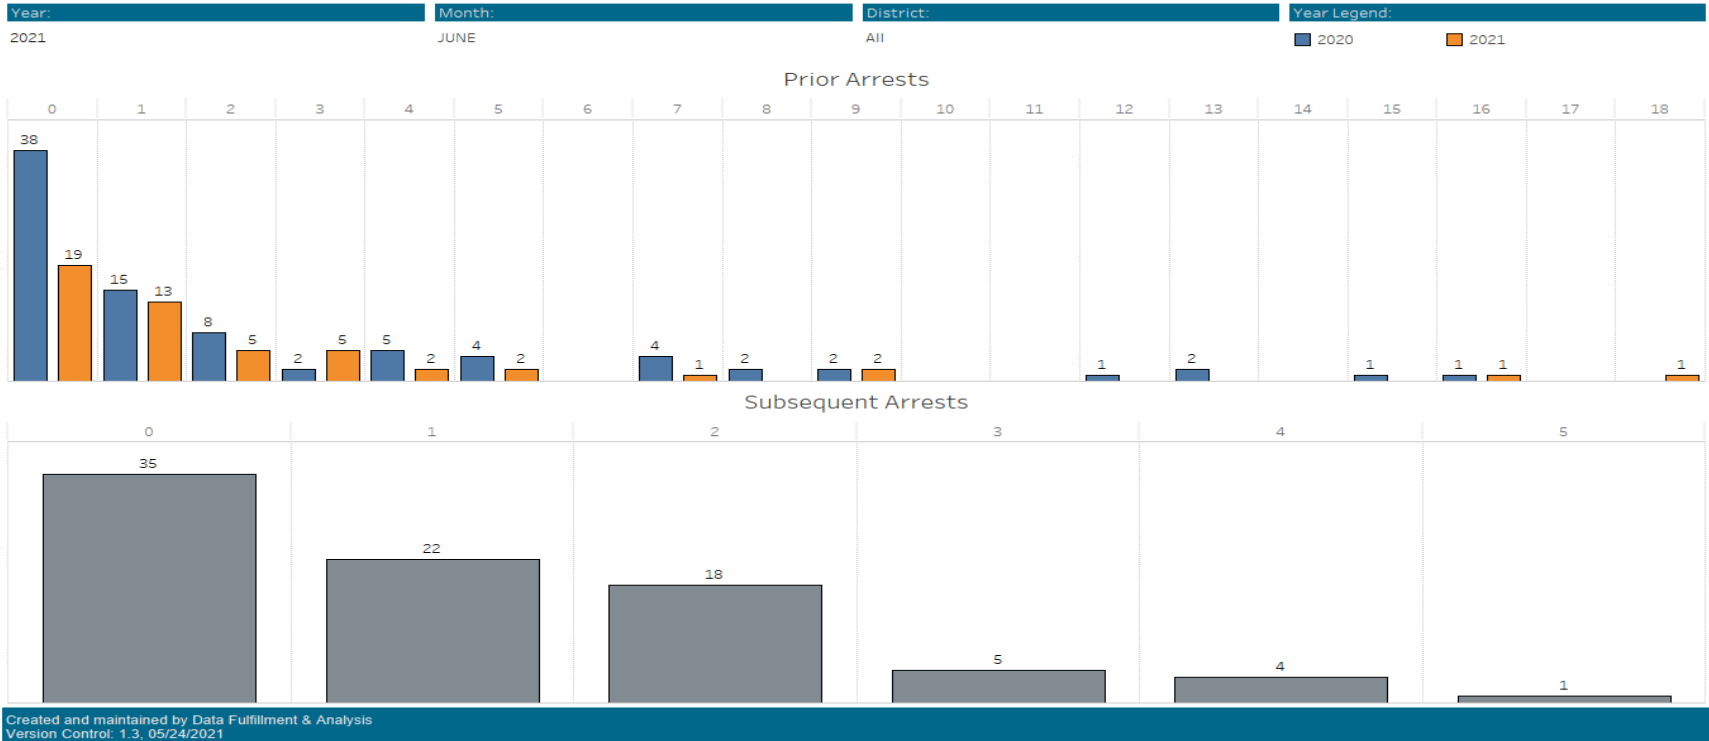 Year: Month: District: Year Legend:
2021 JUNE All 2020 2021
Prior Arrests
0 1 2 3 4 5 6 7 8 9 10 11 12 13 14 15 16 17 18
38 19 15 13 8 5 2 5 5 2 4 2 4 1 2 2 2 1 2 1 1 1 1
Subsequent Arrests
0 1 2 3 4 5
35 22 18 5 4 1
Created and maintained by Data Fulfillment & Analysis
Version Control: 1.3, 05/24/2021